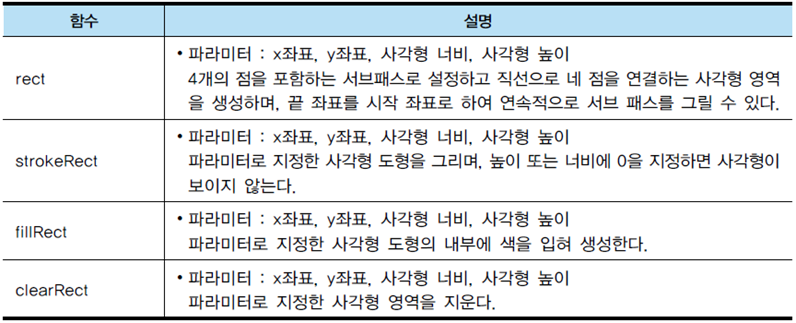 함수 설명
rect
• 파라미터 : x좌표, y좌표, 사각형 너비, 사각형 높이
4개의 점을 포함하는 서브패스로 설정하고 직선으로 네 점을 연결하는 사각형 영역
을 생성하며, 끝 좌표를 시작 좌표로 하여 연속적으로 서브 패스를 그릴 수 있다.
strokeRect
• 파라미터 : x좌표, y좌표, 사각형 너비, 사각형 높이
파라미터로 지정한 사각형 도형을 그리며, 높이 또는 너비에 0을 지정하면 사각형이
보이지 않는다.
fillRect
• 파라미터 : x좌표, y좌표, 사각형 너비, 사각형 높이
파라미터로 지정한 사각형 도형의 내부에 색을 입혀 생성한다.
clearRect
• 파라미터 : x좌표, y좌표, 사각형 너비, 사각형 높이
파라미터로 지정한 사각형 영역을 지운다.